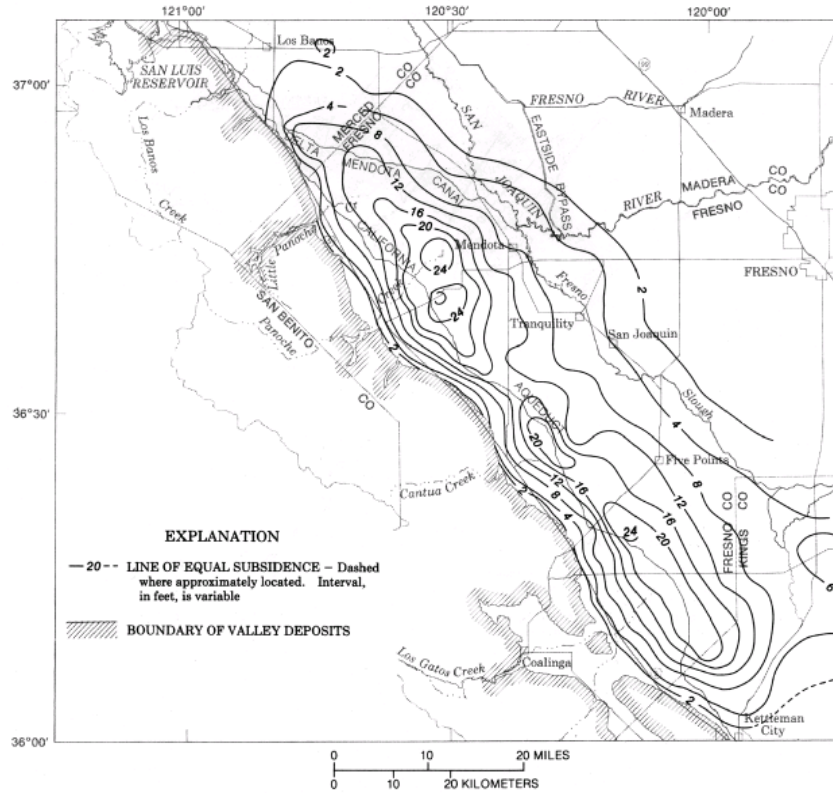 121°00'
120°30'
120°00'
Los Banos
2
2
37°00'
SAN LUIS
RESERVOIR
CO
CO
99
FRESNO RIVER
Madera
4
MERCED
FRESNO
8
SAN
JOAQUIN
EASTSIDE
BYPASS
DELTA
MENDOTA
CANAL
12
RIVER
MADERA
FRESNO
CO
CO
Los Banos
Creek
16
20
CALIFORNIA
Mendota
24
Little Panoche
Creek
24
Fresno
2
FRESNO
SAN BENITO
CO
Panoche
Tranquility
San Joaquin
2
Slough
36°30'
AQUEDUCT
4
20
Five Points
Cantua Creek
2
12
8
4
16
8
12
16
24
20
FRESNO CO
KINGS CO
6
EXPLANATION
—20-- LINE OF EQUAL SUBSIDENCE – Dashed
where approximately located. Interval,
in feet, is variable
BOUNDARY OF VALLEY DEPOSITS
Los Gatos Creek
Coalinga
2
2
Kettleman
City
36°00'
0 10 20 MILES
0 10 20 KILOMETERS